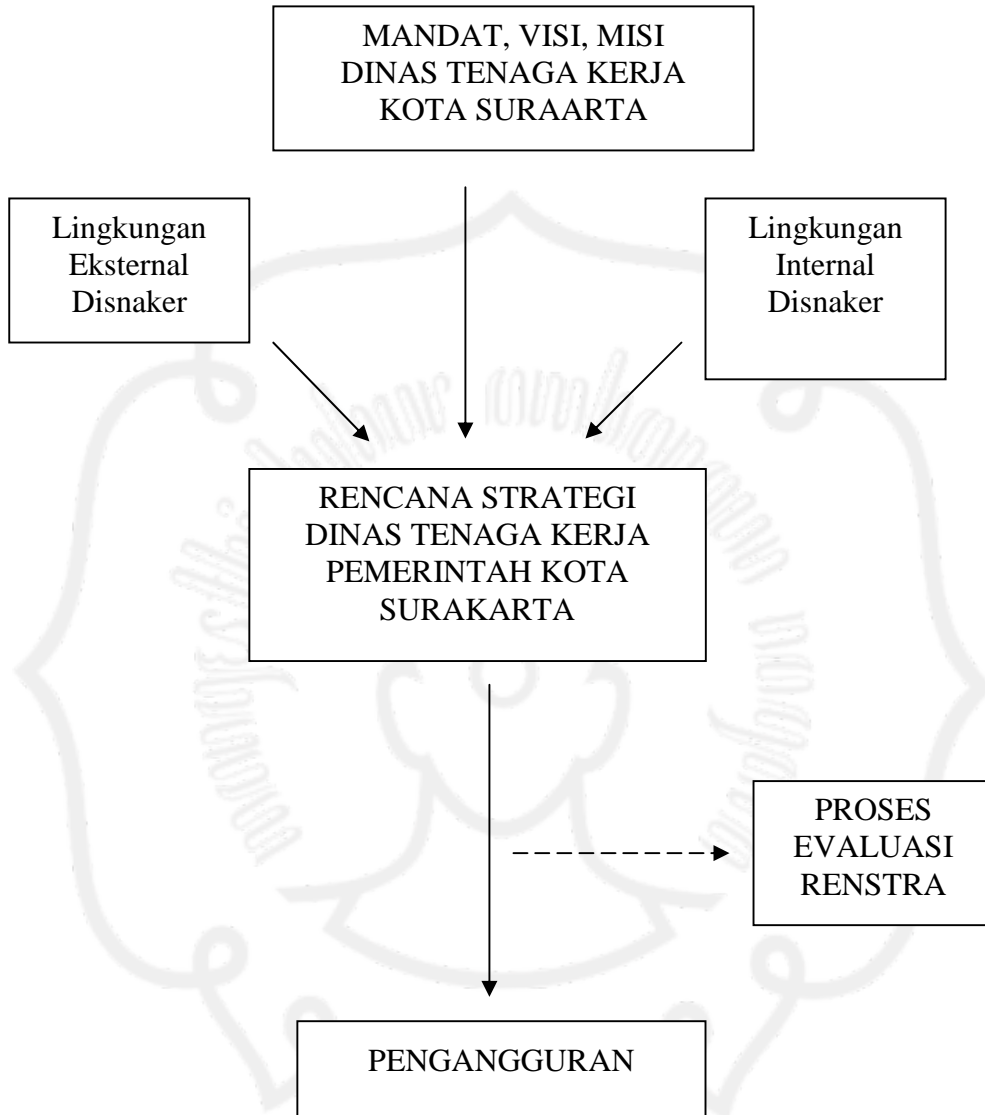 MANDAT, VISI, MISI
DINAS TENAGA KERJA
KOTA SURAARTA
Lingkungan
Eksternal
Disnaker
Lingkungan
Internal
Disnaker
RENCANA STRATEGI
DINAS TENAGA KERJA
PEMERINTAH KOTA
SURAKARTA
PROSES
EVALUASI
RENSTRA
PENGANGGURAN